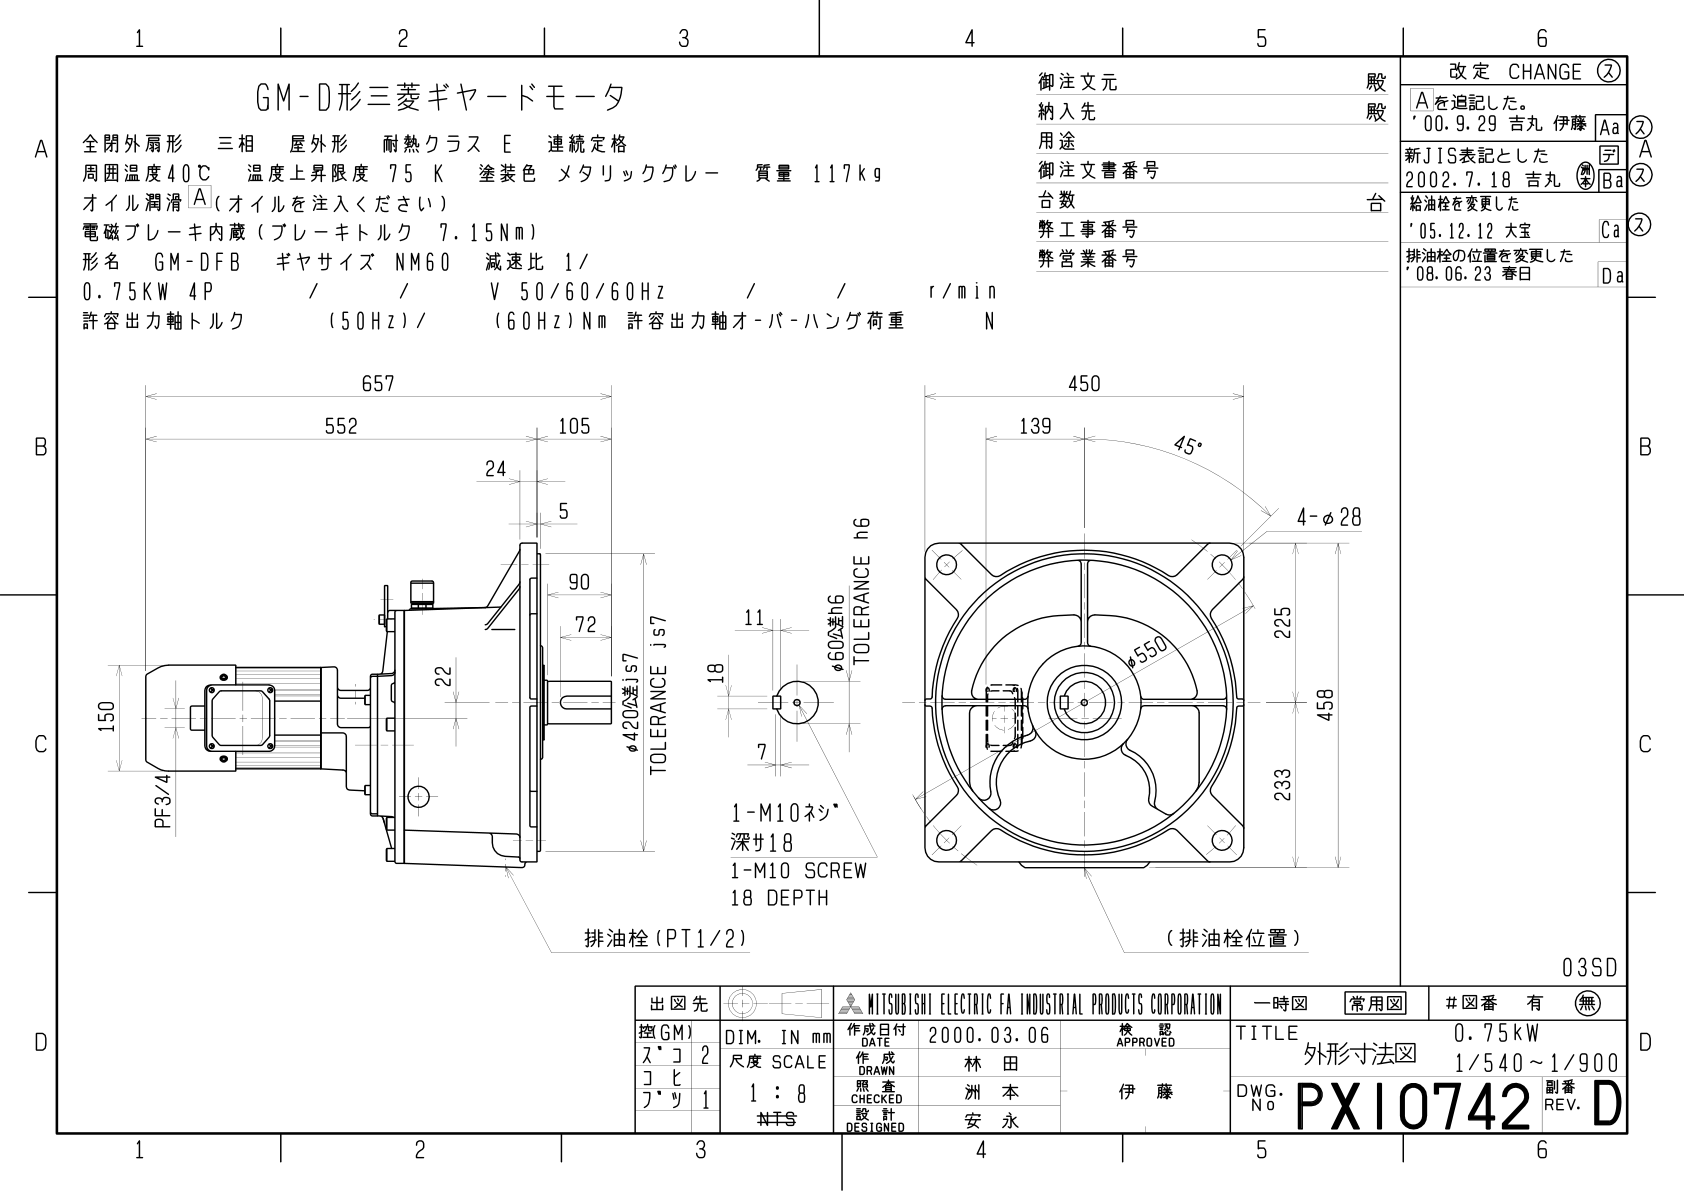 1 2 3 4 5 6
GM-D形三菱ギヤードモータ
全閉外扇形 三相 屋外形 耐熱クラス E 連続定格
周囲温度40℃ 温度上昇限度 75 K 塗装色 メタリックグレー 質量 117kg
オイル潤滑 A (オイルを注入ください)
電磁ブレーキ内蔵(ブレーキトルク 7.15Nm)
形名 GM-DFB ギヤサイズ NM60 減速比 1/
0.75KW 4P / / V 50/60/60Hz / / r/min
許容出力軸トルク (50Hz)/ (60Hz)Nm 許容出力軸オーバーハング荷重 N
御注文元 殿
納入先 殿
用途
御注文書番号
台数 台
弊工事番号
弊営業番号
改定 CHANGE ス
Aを追記した。
'00.9.29 吉丸 伊藤 Aa ス
新JIS表記とした デ
2002.7.18 吉丸 洲本 Ba ス
給油栓を変更した
'05.12.12 大宝 Ca ス
排油栓の位置を変更した
'08.06.23 春日 Da
A
B
C
D
A
B
C
D
657
552 105
24
5
90
72
22
150
PF3/4
φ420公差js7
TOLERANCE js7
排油栓(PT1/2)
11
18
7
φ60公差h6
TOLERANCE h6
1-M10ネジ
深サ18
1-M10 SCREW
18 DEPTH
450
139
45°
4-φ28
φ550
225
233
458
(排油栓位置)
03SD
出図先
控(GM)
ズコ 2
コヒ
ブツ 1
DIM. IN mm
尺度 SCALE
1 : 8
NTS
MITSUBISHI ELECTRIC FA INDUSTRIAL PRODUCTS CORPORATION
作成日付
DATE
2000.03.06
作成
DRAWN
林田
照査
CHECKED
洲本
設計
DESIGNED
安永
検認
APPROVED
伊藤
一時図 常用図 #図番 有 無
TITLE
外形寸法図
0.75kW
1/540~1/900
DWG.
No
PX10742
副番
REV.
D
1 2 3 4 5 6